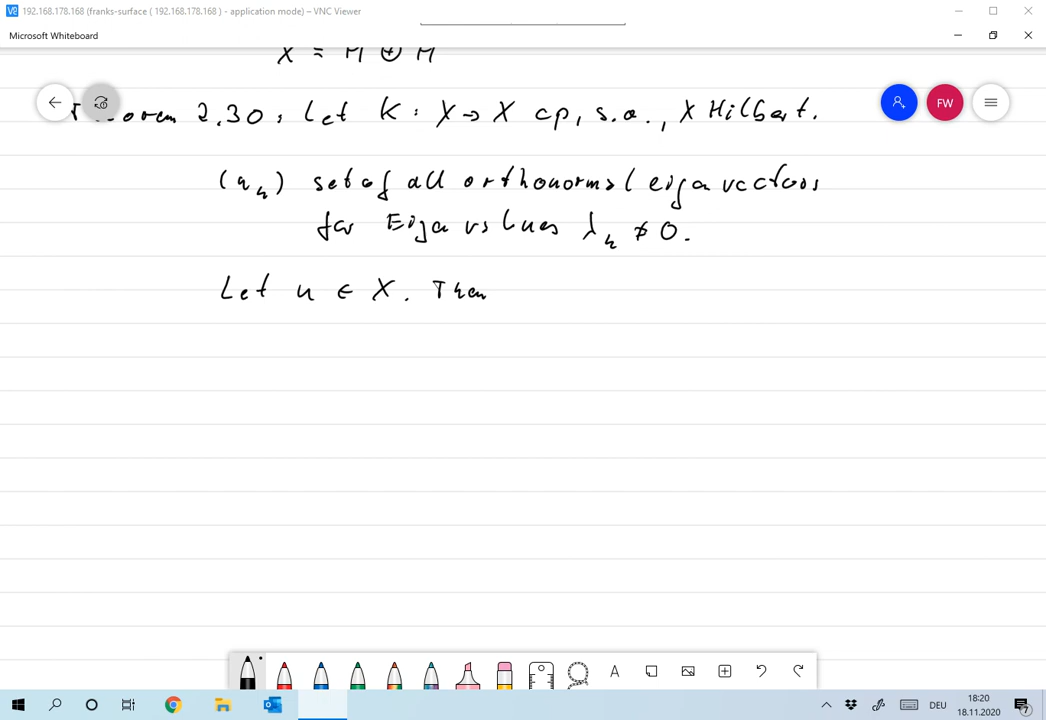 192.168.178.168 (franks-surface ( 192.168.178.168 ) - application mode) – VNC Viewer
Microsoft Whiteboard
X = M ⊕ M
Theorem 2.30: Let K : X → X cp, s.a., X Hilbert.
FW
(u_k) set of all orthonormal eigenvectors
for Eigenvalues λ_k ≠ 0.
Let u ∈ X. Then
A
DEU
18:20
18.11.2020
7